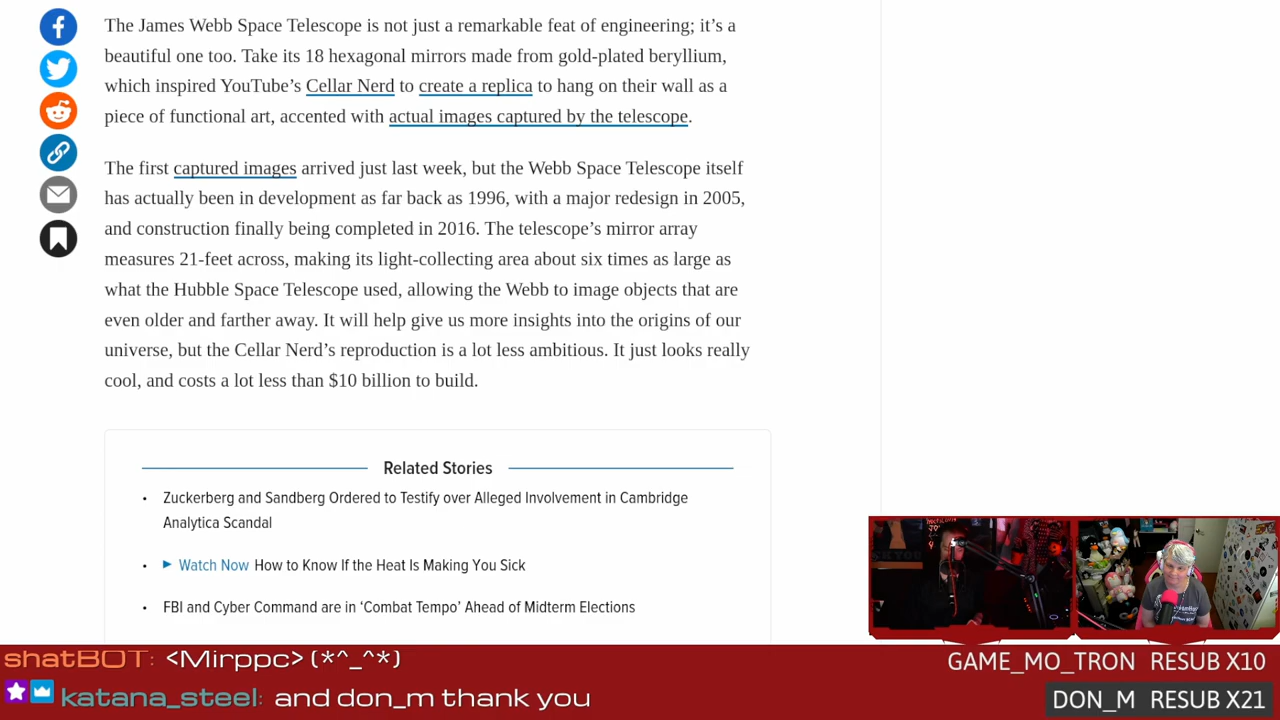 The James Webb Space Telescope is not just a remarkable feat of engineering; it’s a
beautiful one too. Take its 18 hexagonal mirrors made from gold-plated beryllium,
which inspired YouTube’s Cellar Nerd to create a replica to hang on their wall as a
piece of functional art, accented with actual images captured by the telescope.
The first captured images arrived just last week, but the Webb Space Telescope itself
has actually been in development as far back as 1996, with a major redesign in 2005,
and construction finally being completed in 2016. The telescope’s mirror array
measures 21-feet across, making its light-collecting area about six times as large as
what the Hubble Space Telescope used, allowing the Webb to image objects that are
even older and farther away. It will help give us more insights into the origins of our
universe, but the Cellar Nerd’s reproduction is a lot less ambitious. It just looks really
cool, and costs a lot less than $10 billion to build.
Related Stories
• Zuckerberg and Sandberg Ordered to Testify over Alleged Involvement in Cambridge
Analytica Scandal
• Watch Now How to Know If the Heat Is Making You Sick
• FBI and Cyber Command are in ‘Combat Tempo’ Ahead of Midterm Elections
shatBOT: <Mirppc> (*^_^*)
katana_steel: and don_m thank you
GAME_MO_TRON RESUB X10
DON_M RESUB X21